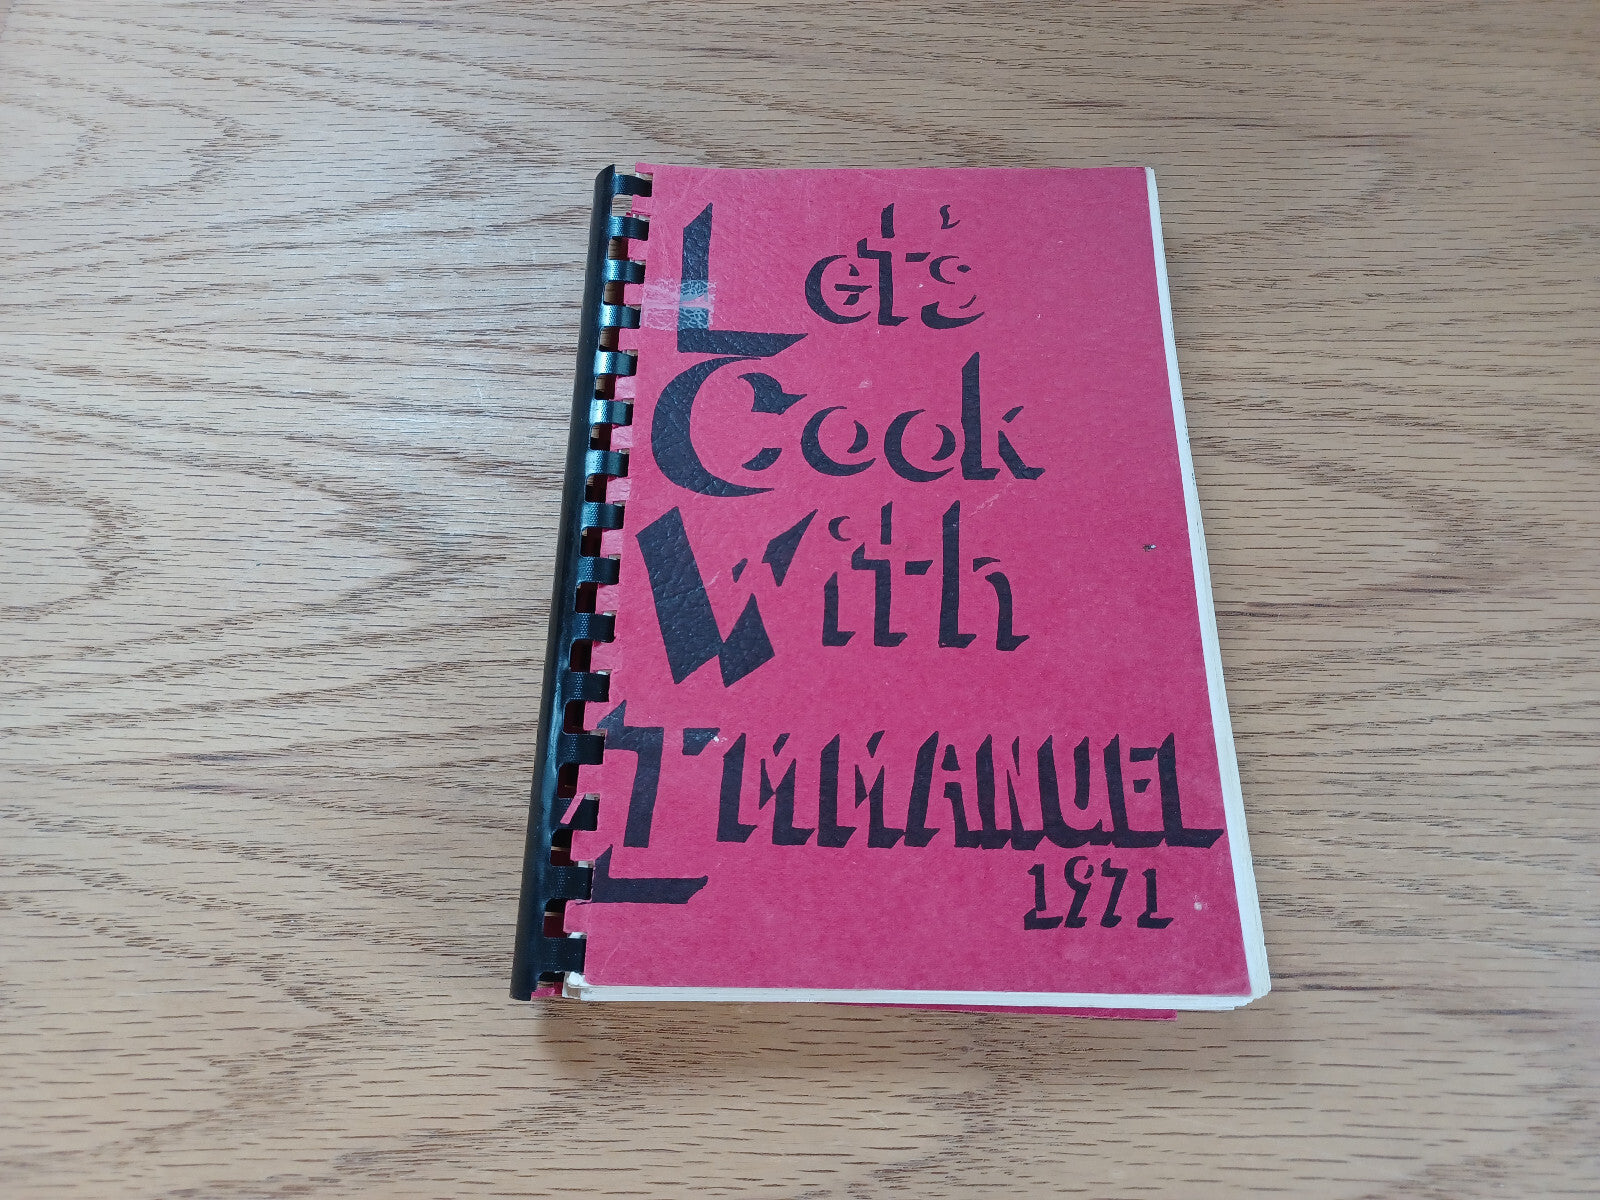 Let's
Cook
With
IMMANUEL
1971